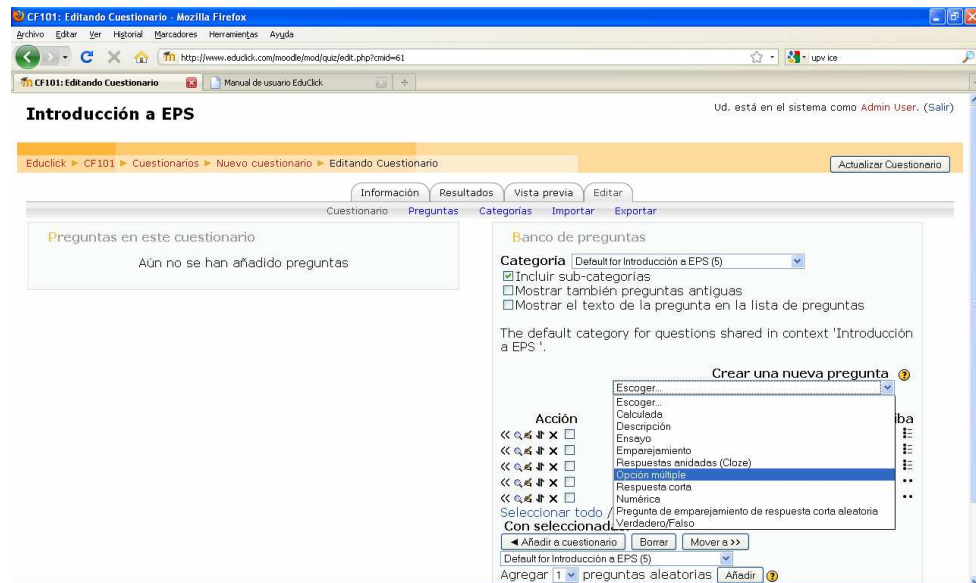 CF101: Editando Cuestionario - Mozilla Firefox
Archivo Editar Ver Historial Marcadores Herramientas Ayuda
http://www.educlick.com/moodle/mod/quiz/edit.php?cmid=61
upv ice
CF101: Editando Cuestionario
Manual de usuario EduClick
Introducción a EPS
Ud. está en el sistema como Admin User. (Salir)
Educlick ► CF101 ► Cuestionarios ► Nuevo cuestionario ► Editando Cuestionario
Actualizar Cuestionario
Información Resultados Vista previa Editar
Cuestionario Preguntas Categorías Importar Exportar
Preguntas en este cuestionario
Aún no se han añadido preguntas
Banco de preguntas
Categoría Default for Introducción a EPS (5)
Incluir sub-categorías
Mostrar también preguntas antiguas
Mostrar el texto de la pregunta en la lista de preguntas
The default category for questions shared in context 'Introducción
a EPS '.
Crear una nueva pregunta
Escoger...
Escoger...
Calculada
Descripción
Ensayo
Emparejamiento
Respuestas anidadas (Cloze)
Opción múltiple
Respuesta corta
Numérica
Pregunta de emparejamiento de respuesta corta aleatoria
Verdadero/Falso
Acción
Seleccionar todo /
Con seleccionadas:
◄ Añadir a cuestionario Borrar Mover a >>
Default for Introducción a EPS (5)
Agregar 1 preguntas aleatorias Añadir